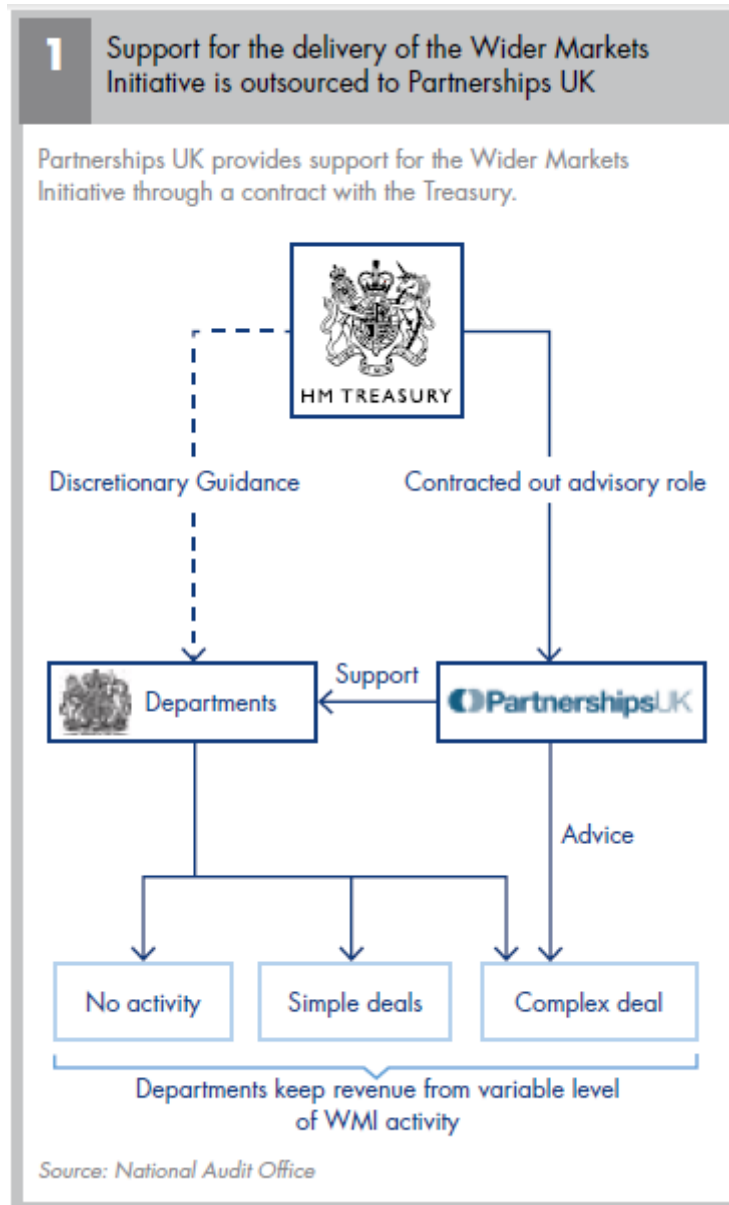 1
Support for the delivery of the Wider Markets
Initiative is outsourced to Partnerships UK
Partnerships UK provides support for the Wider Markets
Initiative through a contract with the Treasury.
HM TREASURY
Discretionary Guidance
Contracted out advisory role
Departments
Support
PartnershipsUK
Advice
No activity
Simple deals
Complex deal
Departments keep revenue from variable level
of WMI activity
Source: National Audit Office